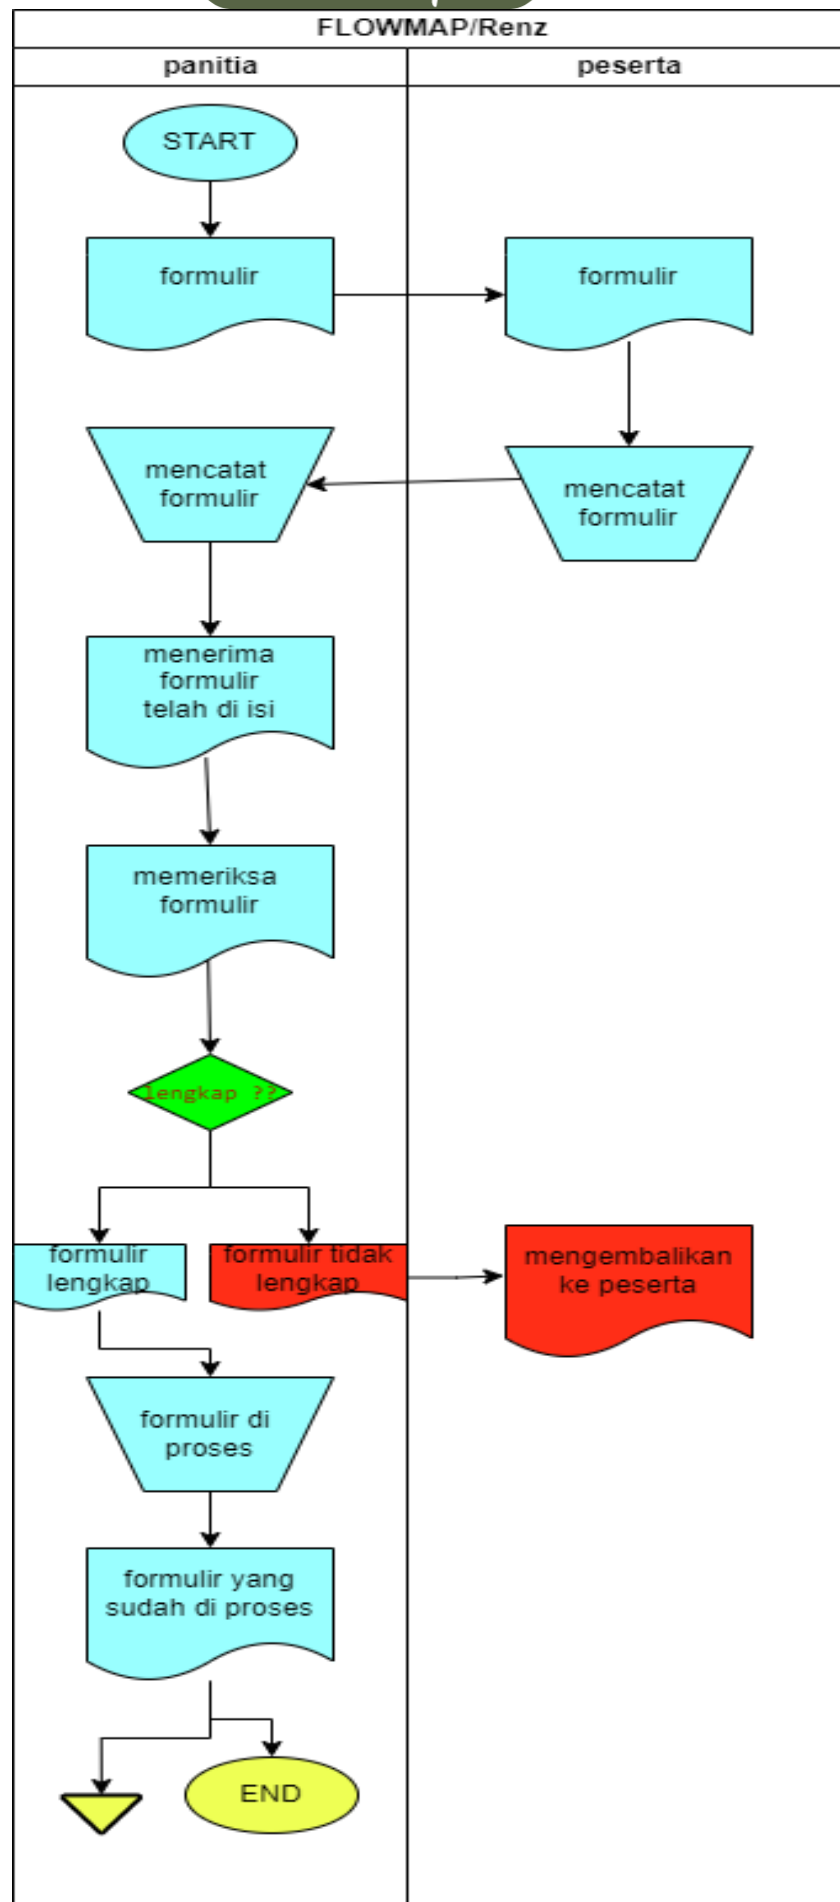 FLOWMAP/Renz
panitia
peserta
START
formulir
formulir
mencatat
formulir
mencatat
formulir
menerima
formulir
telah di isi
memeriksa
formulir
lengkap ??
formulir
lengkap
formulir tidak
lengkap
mengembalikan
ke peserta
formulir di
proses
formulir yang
sudah di proses
END